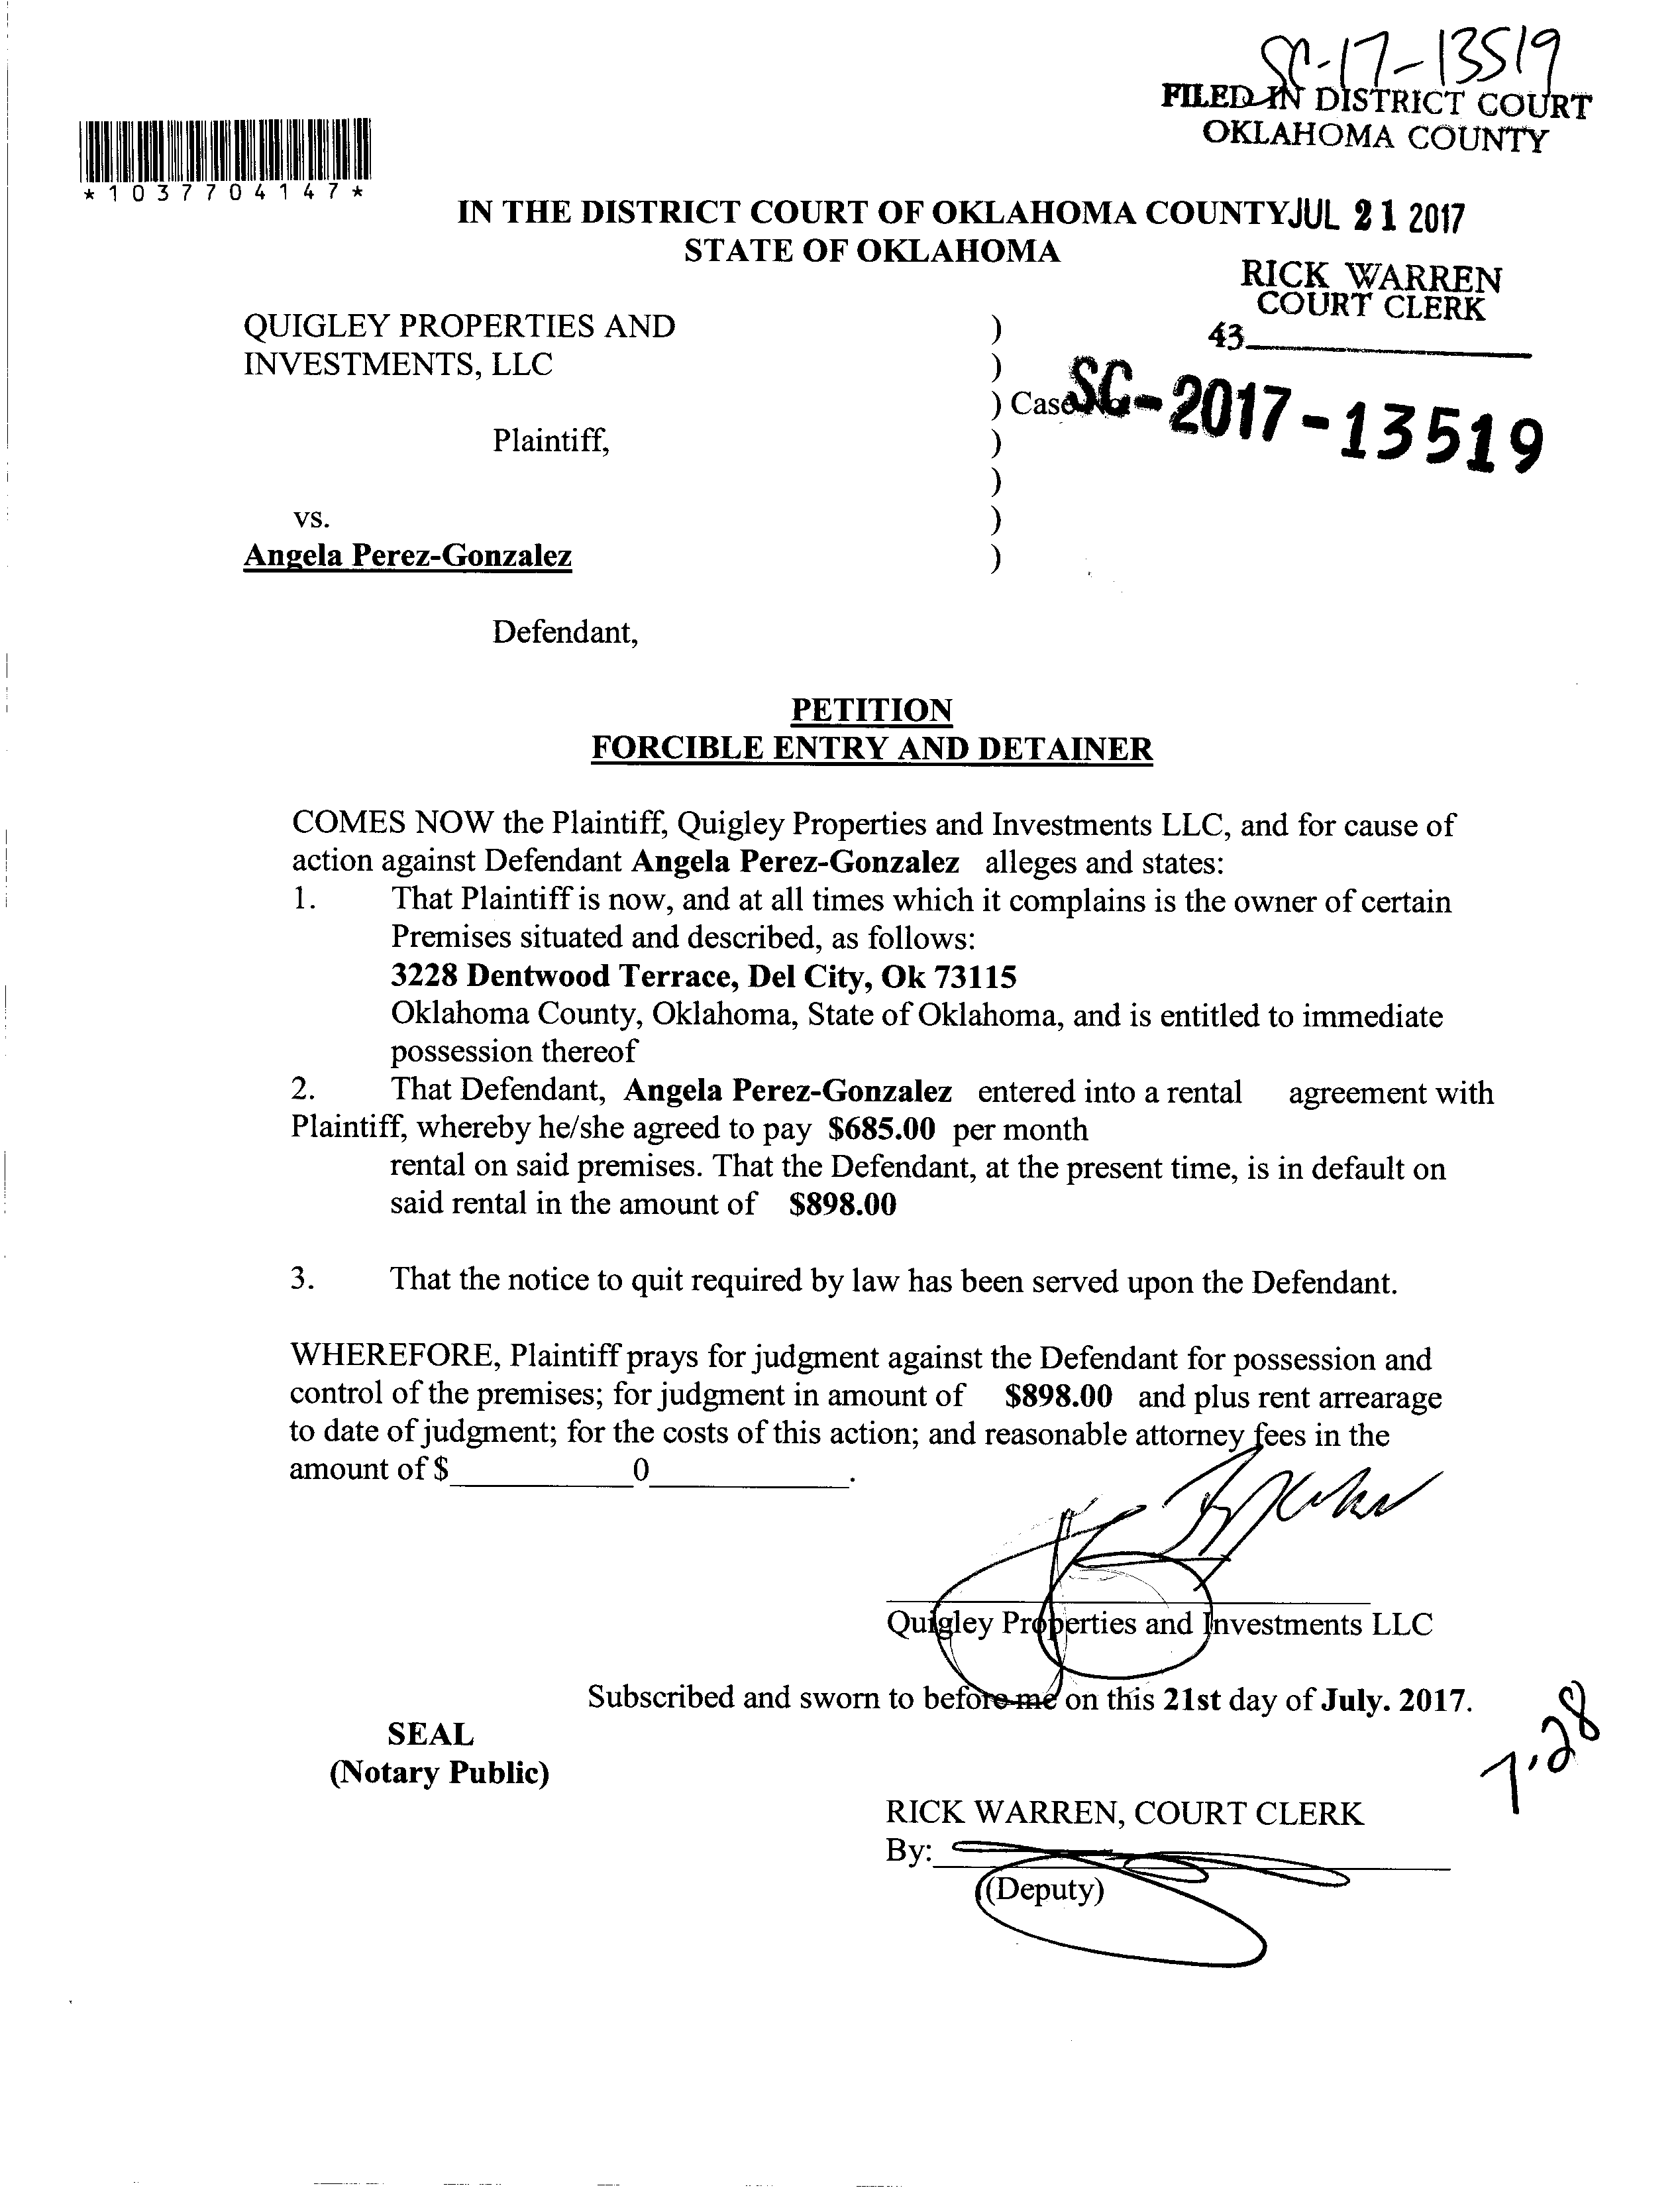 SC-17-13519
FILED IN DISTRICT COURT
OKLAHOMA COUNTY
*1037704147*
IN THE DISTRICT COURT OF OKLAHOMA COUNTY JUL 21 2017
STATE OF OKLAHOMA
RICK WARREN
COURT CLERK
43
QUIGLEY PROPERTIES AND )
INVESTMENTS, LLC )
) Case No. SC-2017-13519
Plaintiff, )
)
vs. )
Angela Perez-Gonzalez )
Defendant,
PETITION
FORCIBLE ENTRY AND DETAINER
COMES NOW the Plaintiff, Quigley Properties and Investments LLC, and for cause of
action against Defendant Angela Perez-Gonzalez alleges and states:
1. That Plaintiff is now, and at all times which it complains is the owner of certain
Premises situated and described, as follows:
3228 Dentwood Terrace, Del City, Ok 73115
Oklahoma County, Oklahoma, State of Oklahoma, and is entitled to immediate
possession thereof
2. That Defendant, Angela Perez-Gonzalez entered into a rental agreement with
Plaintiff, whereby he/she agreed to pay $685.00 per month
rental on said premises. That the Defendant, at the present time, is in default on
said rental in the amount of $898.00
3. That the notice to quit required by law has been served upon the Defendant.
WHEREFORE, Plaintiff prays for judgment against the Defendant for possession and
control of the premises; for judgment in amount of $898.00 and plus rent arrearage
to date of judgment; for the costs of this action; and reasonable attorney fees in the
amount of $ 0 .
Quigley Properties and Investments LLC
Subscribed and sworn to before me on this 21st day of July. 2017.
SEAL
(Notary Public)
7.28
RICK WARREN, COURT CLERK
By:
(Deputy)